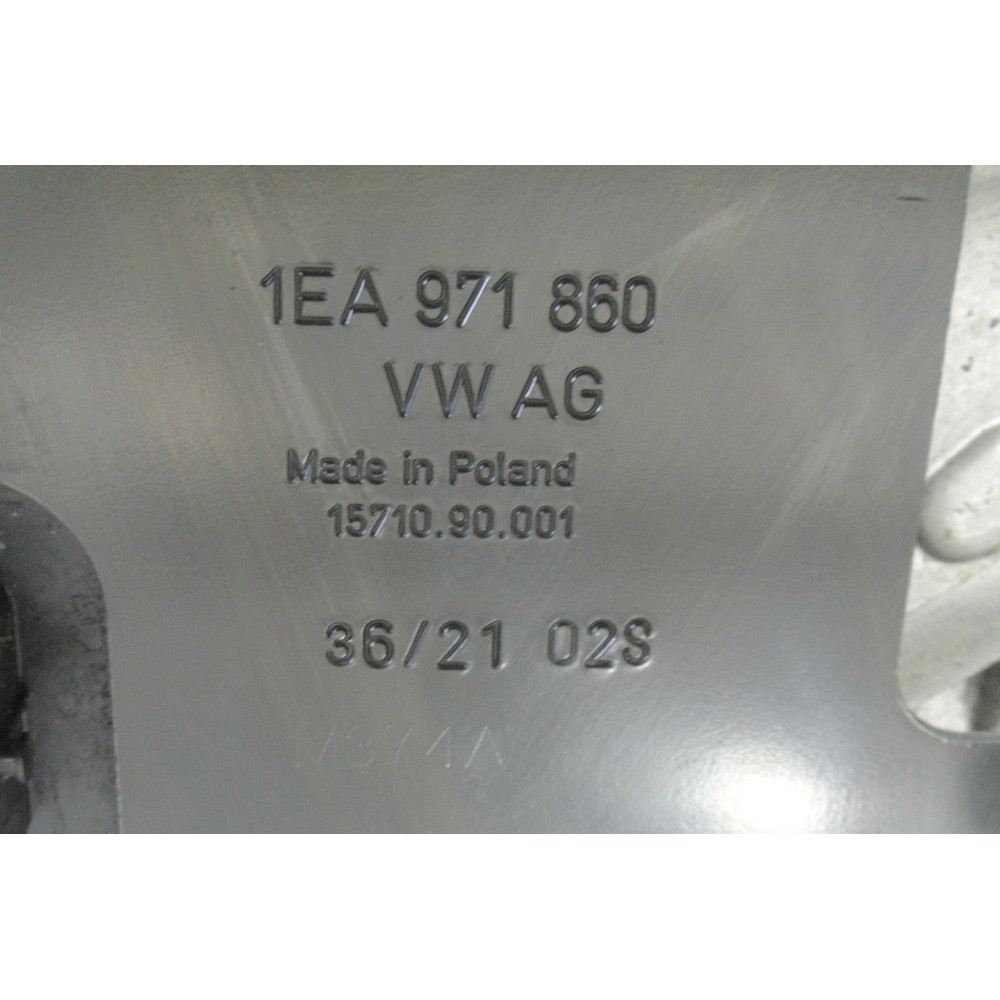 1EA 971 860
VW AG
Made in Poland
15710.90.001
36/21 02S